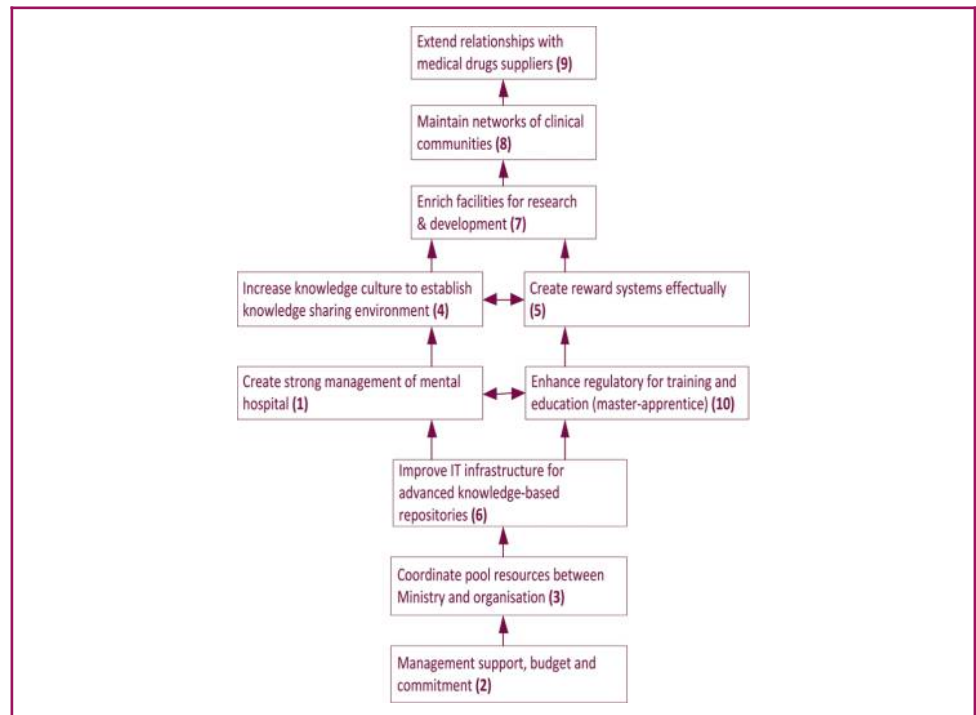 Extend relationships with
medical drugs suppliers (9)
Maintain networks of clinical
communities (8)
Enrich facilities for research
& development (7)
Increase knowledge culture to establish
knowledge sharing environment (4)
Create reward systems effectually
(5)
Create strong management of mental
hospital (1)
Enhance regulatory for training and
education (master-apprentice) (10)
Improve IT infrastructure for
advanced knowledge-based
repositories (6)
Coordinate pool resources between
Ministry and organisation (3)
Management support, budget and
commitment (2)